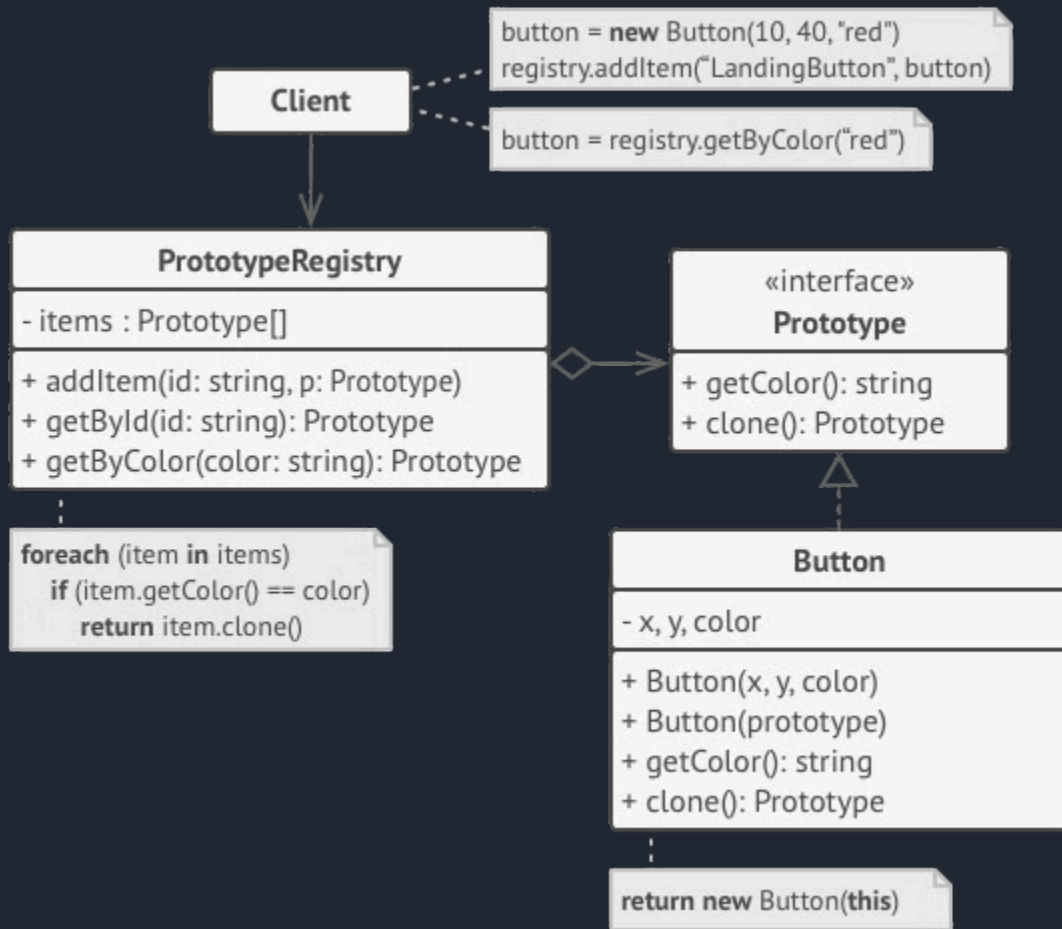 button = new Button(10, 40, "red")
registry.addItem(“LandingButton”, button)
Client
button = registry.getByColor(“red”)
PrototypeRegistry
- items : Prototype[]
+ addItem(id: string, p: Prototype)
+ getById(id: string): Prototype
+ getByColor(color: string): Prototype
«interface»
Prototype
+ getColor(): string
+ clone(): Prototype
foreach (item in items)
if (item.getColor() == color)
return item.clone()
Button
- x, y, color
+ Button(x, y, color)
+ Button(prototype)
+ getColor(): string
+ clone(): Prototype
return new Button(this)